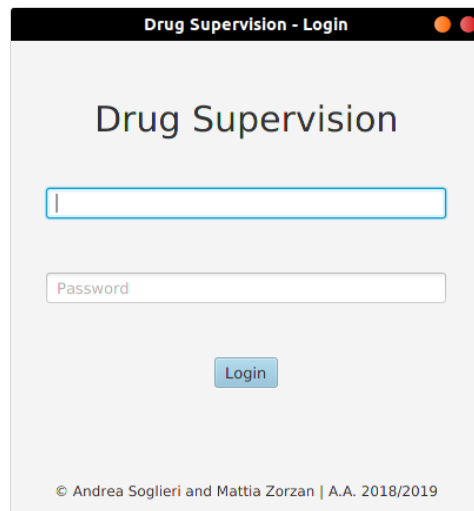 Drug Supervision - Login
Drug Supervision
Password
Login
© Andrea Soglieri and Mattia Zorzan | A.A. 2018/2019